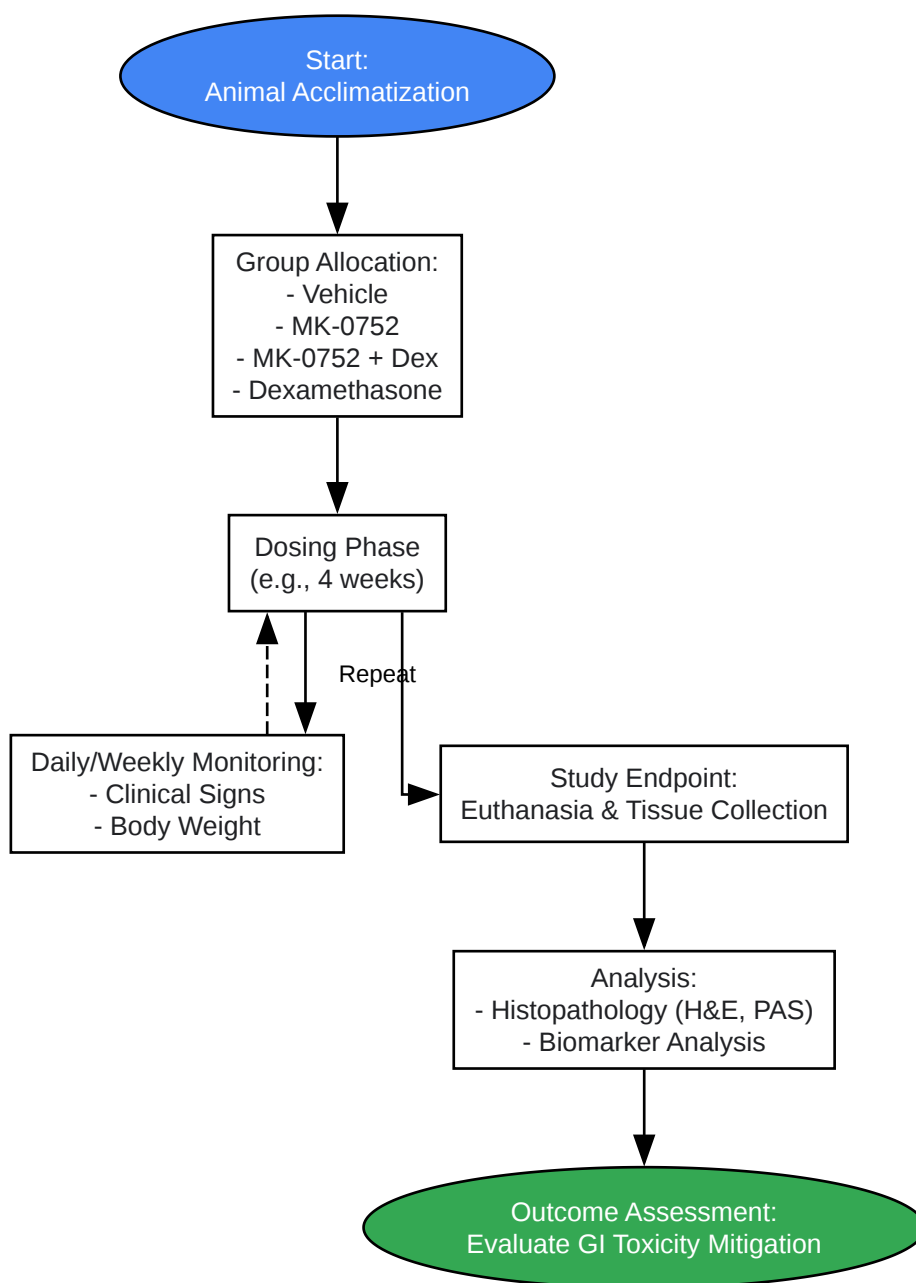 Start:
Animal Acclimatization
Group Allocation:
- Vehicle
- MK-0752
- MK-0752 + Dex
- Dexamethasone
Dosing Phase
(e.g., 4 weeks)
Repeat
Daily/Weekly Monitoring:
- Clinical Signs
- Body Weight
Study Endpoint:
Euthanasia & Tissue Collection
Analysis:
- Histopathology (H&E, PAS)
- Biomarker Analysis
Outcome Assessment:
Evaluate GI Toxicity Mitigation